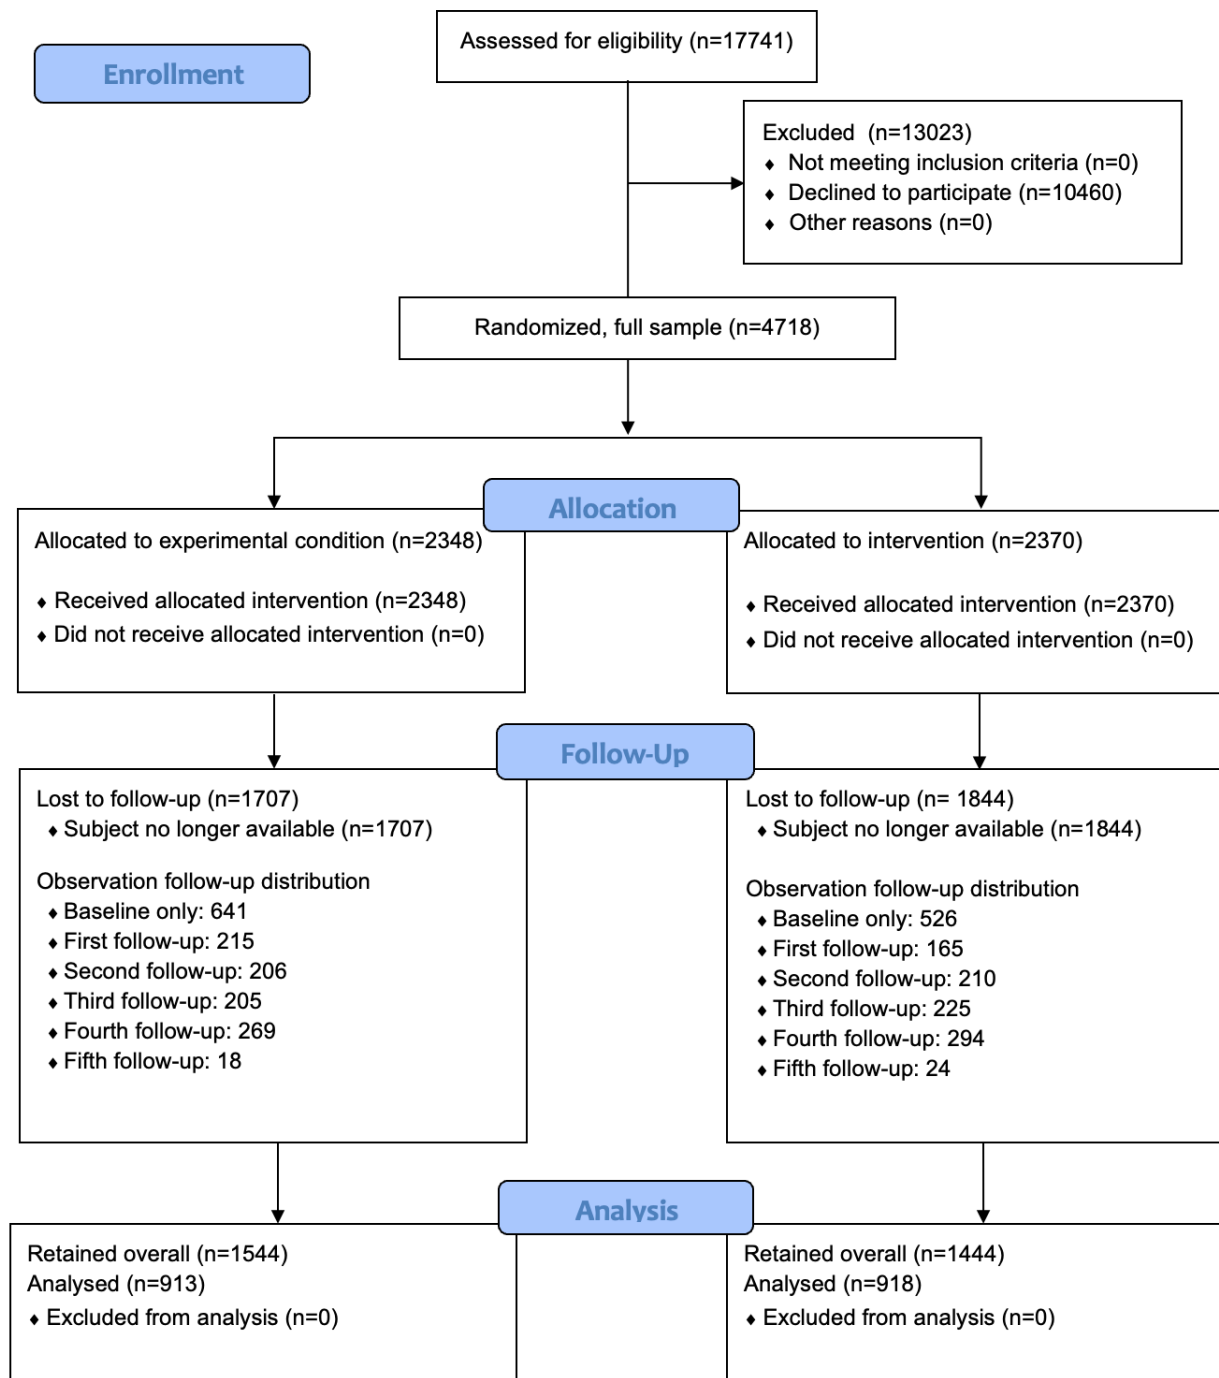 Assessed for eligibility (n=17741)
Enrollment
Excluded (n=13023)
♦ Not meeting inclusion criteria (n=0)
♦ Declined to participate (n=10460)
♦ Other reasons (n=0)
Randomized, full sample (n=4718)
Allocation
Allocated to experimental condition (n=2348)
♦ Received allocated intervention (n=2348)
♦ Did not receive allocated intervention (n=0)
Allocated to intervention (n=2370)
♦ Received allocated intervention (n=2370)
♦ Did not receive allocated intervention (n=0)
Follow-Up
Lost to follow-up (n=1707)
♦ Subject no longer available (n=1707)
Observation follow-up distribution
♦ Baseline only: 641
♦ First follow-up: 215
♦ Second follow-up: 206
♦ Third follow-up: 205
♦ Fourth follow-up: 269
♦ Fifth follow-up: 18
Lost to follow-up (n= 1844)
♦ Subject no longer available (n=1844)
Observation follow-up distribution
♦ Baseline only: 526
♦ First follow-up: 165
♦ Second follow-up: 210
♦ Third follow-up: 225
♦ Fourth follow-up: 294
♦ Fifth follow-up: 24
Analysis
Retained overall (n=1544)
Analysed (n=913)
♦ Excluded from analysis (n=0)
Retained overall (n=1444)
Analysed (n=918)
♦ Excluded from analysis (n=0)